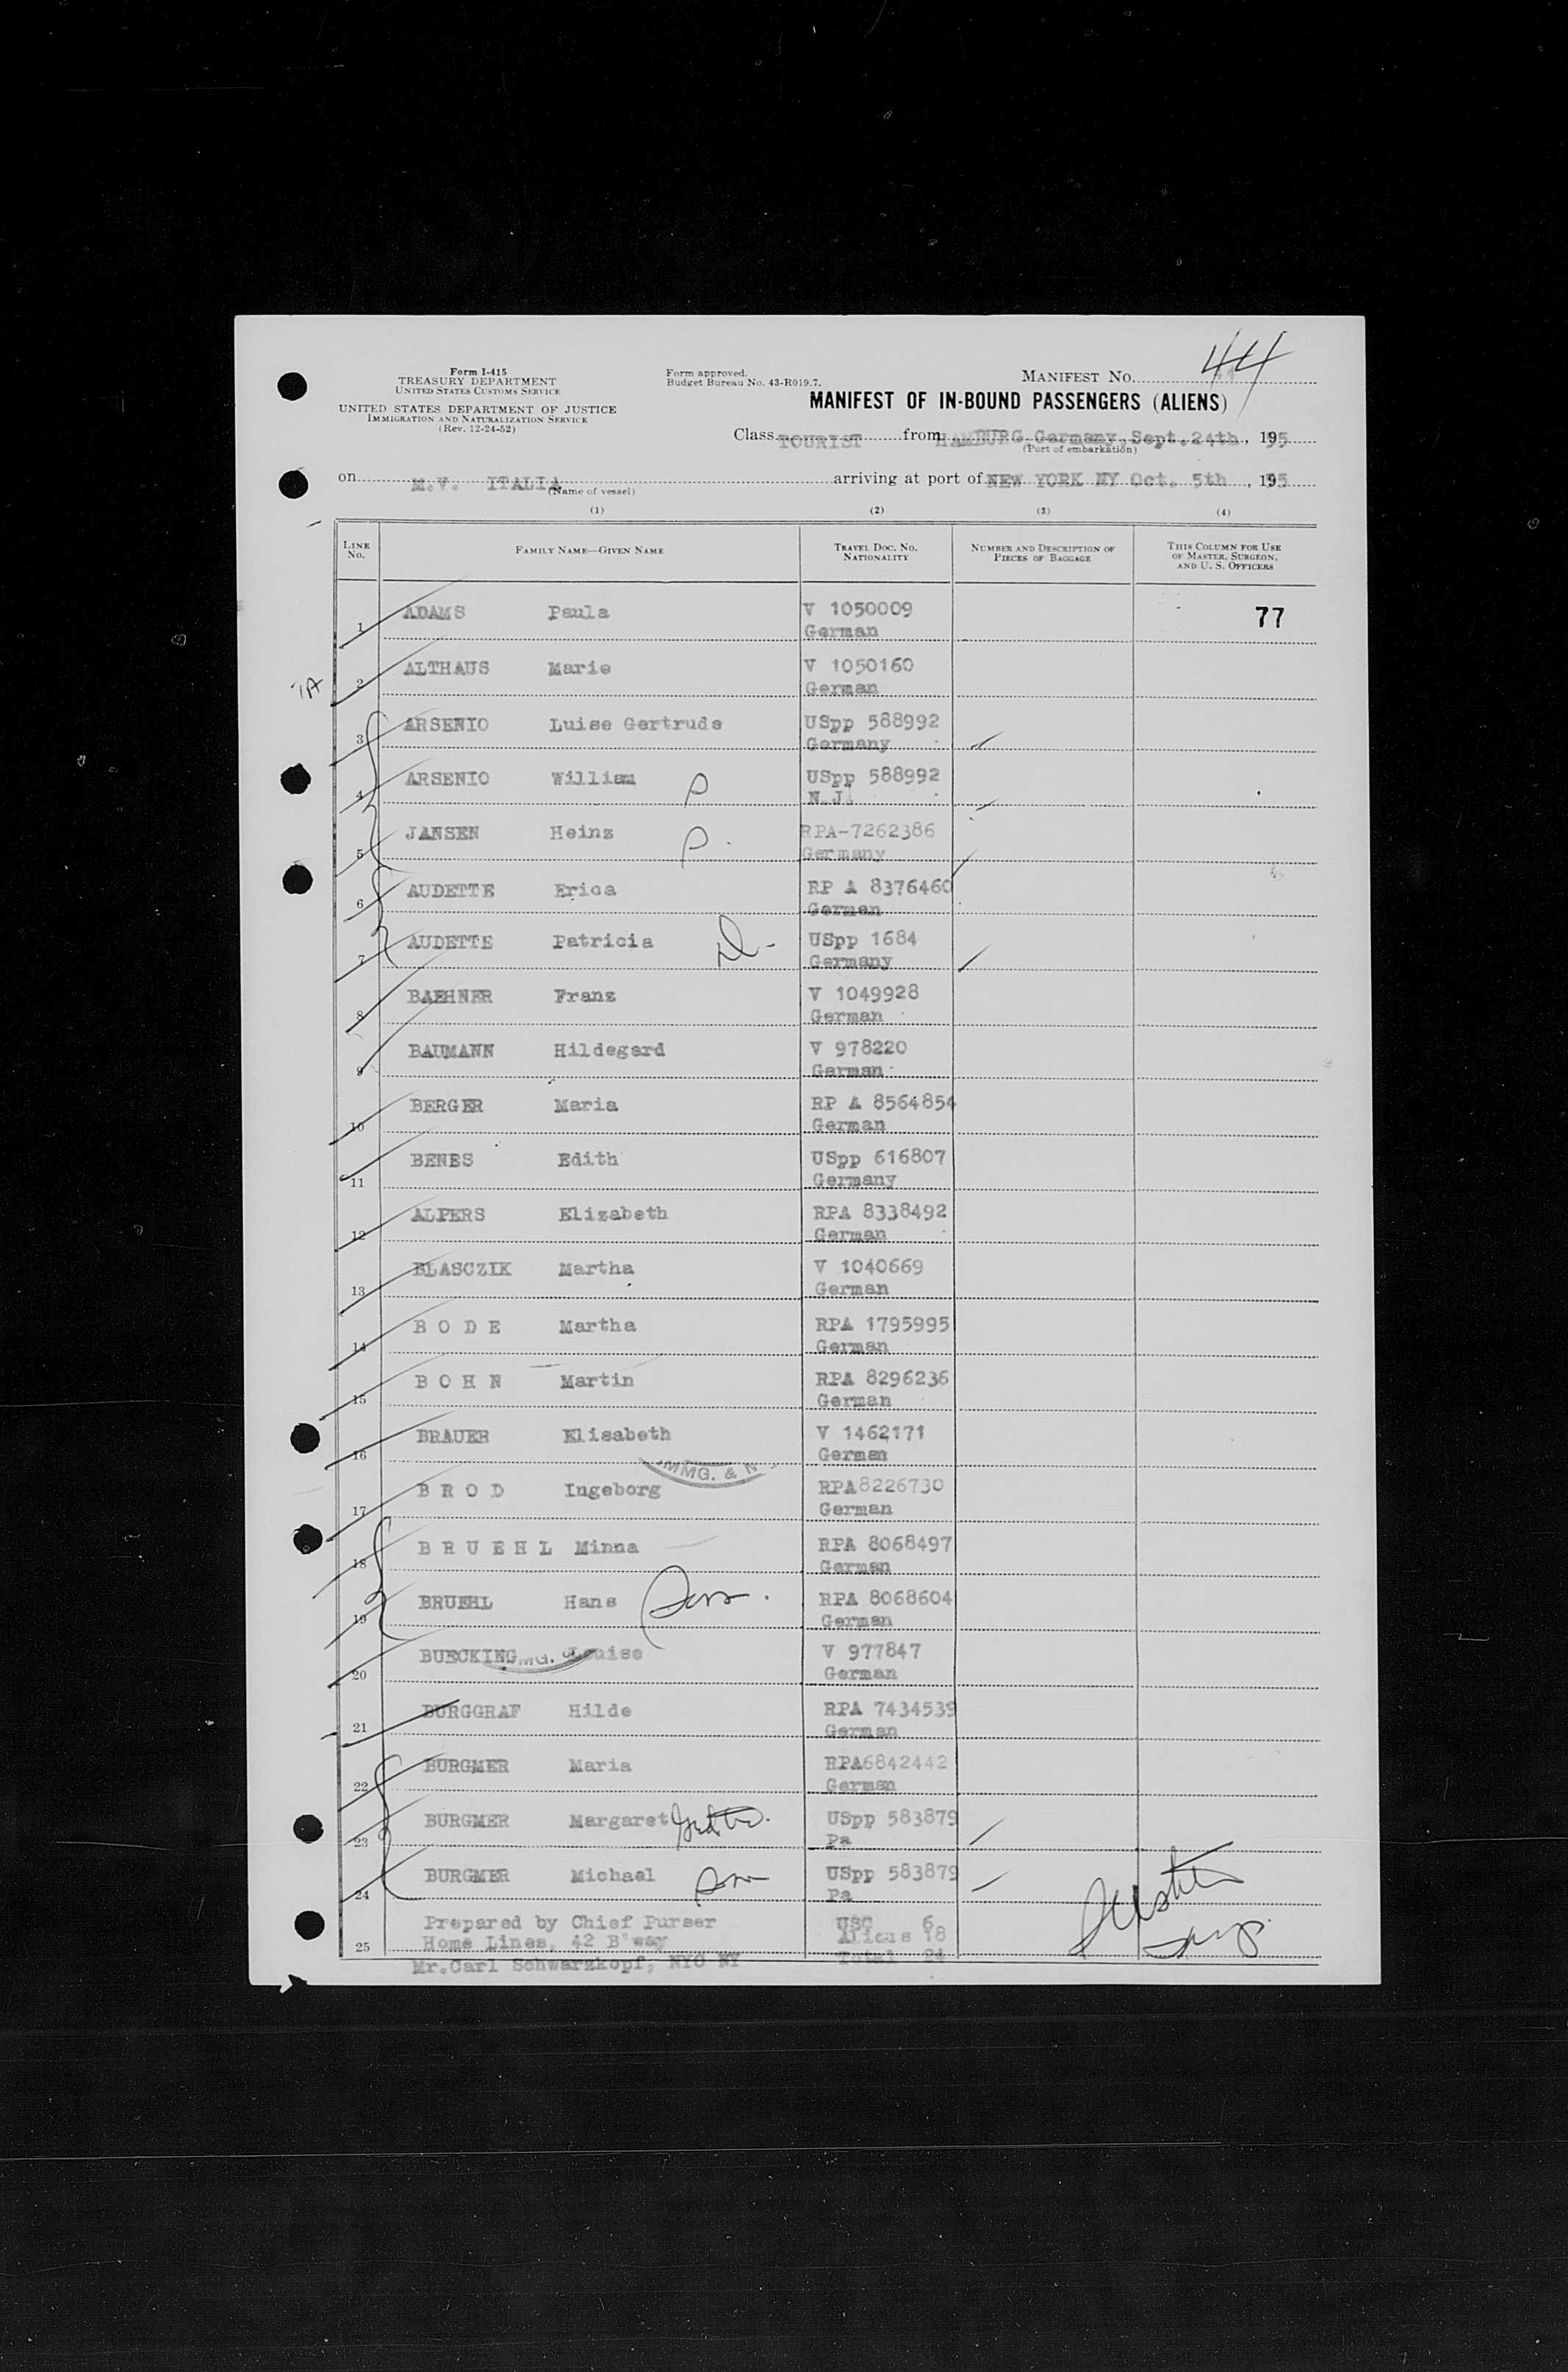 44
Form I-415
TREASURY DEPARTMENT
UNITED STATES CUSTOMS SERVICE
UNITED STATES DEPARTMENT OF JUSTICE
IMMIGRATION AND NATURALIZATION SERVICE
(Rev. 12-24-52)
Form approved.
Budget Bureau No. 43-R019.7.
MANIFEST NO.
MANIFEST OF IN-BOUND PASSENGERS (ALIENS)
Class TOURIST from HAMBURG, Germany, Sept. 24th, 195
(Port of embarkation)
on M.V. ITALIA arriving at port of NEW YORK NY Oct. 5th, 195
(Name of vessel)
(1) (2) (3) (4)
LINE NO. FAMILY NAME—GIVEN NAME TRAVEL DOC. NO. NATIONALITY NUMBER AND DESCRIPTION OF PIECES OF BAGGAGE THIS COLUMN FOR USE OF MASTER, SURGEON, AND U. S. OFFICERS
1 ADAMS Paula V 1050009 77
German
2 ALTHAUS Marie V 1050160
German
3 ARSENIO Luise Gertrude USpp 588992
Germany
4 ARSENIO William USpp 588992
N.J.
5 JANSEN Heinz RPA-7262386
Germany
6 AUDETTE Erica RP A 8376460
German
7 AUDETTE Patricia USpp 1684
Germany
8 BAEHNER Franz V 1049928
German
9 BAUMANN Hildegard V 978220
German
10 BERGER Maria RP A 8564854
German
11 BENES Edith USpp 616807
Germany
12 ALPERS Elizabeth RPA 8338492
German
13 BLASCZIK Martha V 1040669
German
14 B O D E Martha RPA 1795995
German
15 B O H N Martin RPA 8296236
German
16 BRAUER Elisabeth V 1462171
German
MMG. & N
17 B R O D Ingeborg RPA8226730
German
18 B R U E H L Minna RPA 8068497
German
19 BRUEHL Hans RPA 8068604
German
20 BUECKING Louise V 977847
MG. &
German
21 BURGGRAF Hilde RPA 7434539
German
22 BURGMER Maria RPA6842442
German
23 BURGMER Margaret USpp 583879
Pa
24 BURGMER Michael son USpp 583879
Pa
Prepared by Chief Purser USC 6
25 Home Lines, 42 B'way Aliens 18
Mr.Carl Schwarzkopf, NYC NY Total 24